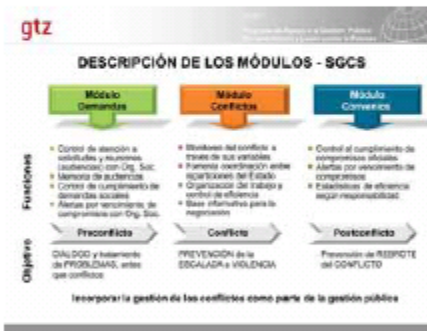 gtz
DESCRIPCIÓN DE LOS MÓDULOS - SGCS
Módulo
Demandas
Módulo
Conflictos
Módulo
Convenios
Funciones
Control de atención a
solicitudes y reuniones
(audiencias) con Org. Soc.
Memoria de audiencias
Control de cumplimiento de
demandas sociales
Alertas por vencimiento, de
compromisos con Org. Soc.
Monitoreo del conflicto a
través de sus variables
Fomenta coordinación entre
reparticiones del Estado
Organización del trabajo y
control de eficiencia
Base informativa para la
negociación
Control al cumplimiento de
compromisos oficiales
Alertas por vencimiento de
compromisos
Estadísticas de eficiencia
según responsabilidad
Objetivo
Preconflicto
Conflicto
Postconflicto
DIALOGO y tratamiento
de PROBLEMAS, antes
que conflictos
PREVENCIÓN de la
ESCALADA a VIOLENCIA
Prevención de REBROTE
del CONFLICTO
Incorporar la gestión de los conflictos como parte de la gestión pública